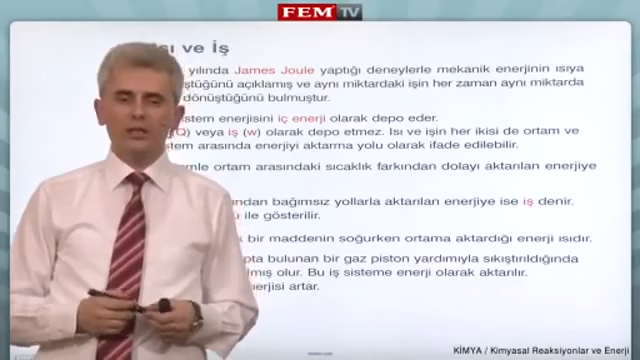 FEM TV
ısı ve İş
yılında James Joule yaptığı deneylerle mekanik enerjinin ısıya
tüğünü açıklamış ve aynı miktardaki işin her zaman aynı miktarda
dönüştüğünü bulmuştur.
stem enerjisini iç enerji olarak depo eder.
(Q) veya iş (w) olarak depo etmez. Isı ve işin her ikisi de ortam ve
stem arasında enerjiyi aktarma yolu olarak ifade edilebilir.
emle ortam arasındaki sıcaklık farkından dolayı aktarılan enerjiye
ından bağımsız yollarla aktarılan enerjiye ise iş denir.
ile gösterilir.
k bir maddenin soğurken ortama aktardığı enerji ısıdır.
pta bulunan bir gaz piston yardımıyla sıkıştırıldığında
lmış olur. Bu iş sisteme enerji olarak aktarılır.
nerjisi artar.
KİMYA / Kimyasal Reaksiyonlar ve Enerji